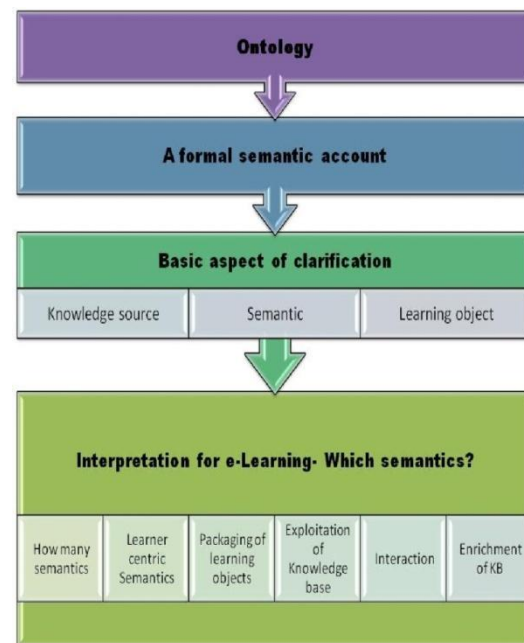 Ontology
A formal semantic account
Basic aspect of clarification
Knowledge source
Semantic
Learning object
Interpretation for e-Learning- Which semantics?
How many
semantics
Learner
centric
Semantics
Packaging of
learning
objects
Exploitation
of
Knowledge
base
Interaction
Enrichment
of KB